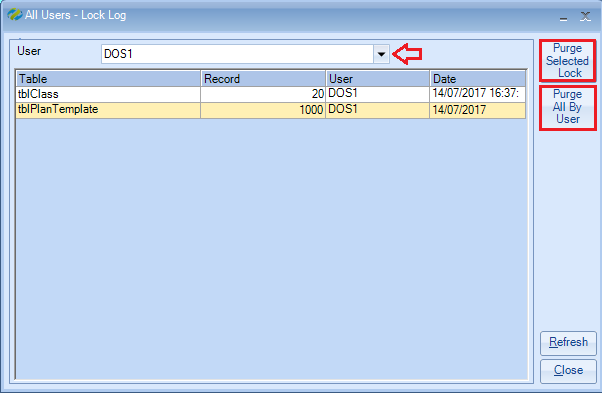 All Users - Lock Log
User
DOS1
Purge
Selected
Lock
Purge
All By
User
Table Record User Date
tblClass 20 DOS1 14/07/2017 16:37:
tblPlanTemplate 1000 DOS1 14/07/2017
Refresh
Close